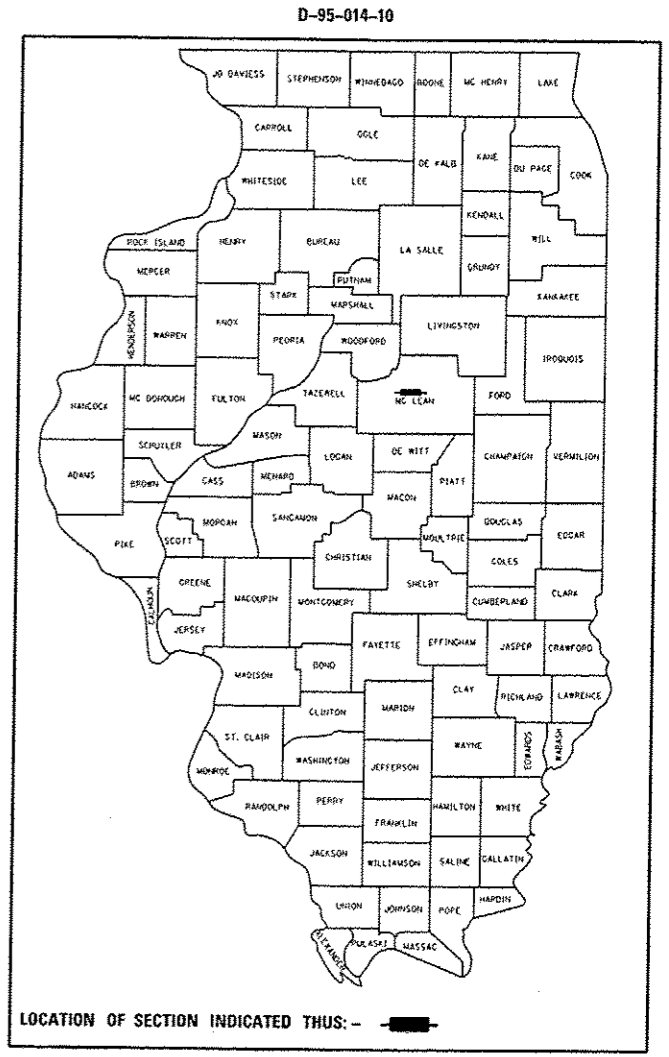 D-95-014-10
JO DAVIESS STEPHENSON WINNEBAGO BOONE MC HENRY LAKE
CARROLL OGLE
DE KALB KANE DU PAGE COOK
WHITESIDE LEE
KENDALL
ROCK ISLAND HENRY BUREAU LA SALLE GRUNDY WILL
MERCER
PUTNAM
STARK MARSHALL KANKAKEE
HENDERSON WARREN KNOX PEORIA WOODFORD LIVINGSTON IROQUOIS
HANCOCK MC DONOUGH FULTON TAZEWELL MC LEAN FORD
MASON
SCHUYLER LOGAN DE WITT CHAMPAIGN VERMILION
ADAMS BROWN CASS MENARD PIATT
MACON
PIKE SCOTT MORGAN SANGAMON DOUGLAS EDGAR
CHRISTIAN MOULTRIE
COLES
CALHOUN GREENE MACOUPIN MONTGOMERY SHELBY CUMBERLAND CLARK
JERSEY FAYETTE EFFINGHAM JASPER CRAWFORD
MADISON BOND
CLAY RICHLAND LAWRENCE
CLINTON MARION
ST. CLAIR WAYNE EDWARDS WABASH
WASHINGTON JEFFERSON
MONROE
RANDOLPH PERRY HAMILTON WHITE
FRANKLIN
JACKSON WILLIAMSON SALINE GALLATIN
UNION JOHNSON POPE HARDIN
ALEXANDER PULASKI MASSAC
LOCATION OF SECTION INDICATED THUS: -